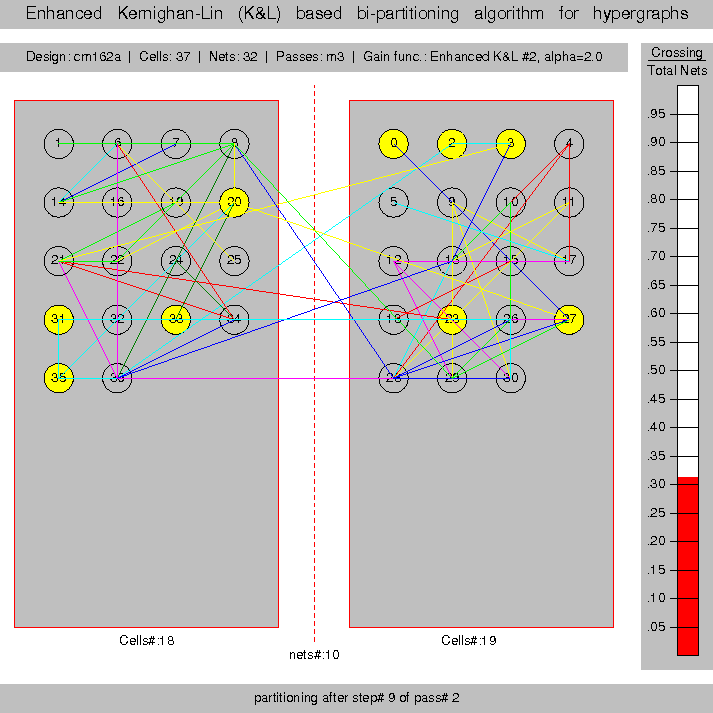 Enhanced Kernighan-Lin (K&L) based bi-partitioning algorithm for hypergraphs
Design: cm162a | Cells: 37 | Nets: 32 | Passes: m3 | Gain func.: Enhanced K&L #2, alpha=2.0
Crossing
Total Nets
1 6 7 8 0 2 3 4
14 16 19 20 5 9 10 11
21 22 24 25 12 13 15 17
31 32 33 34 18 23 26 27
35 36 28 29 30
.95
.90
.85
.80
.75
.70
.65
.60
.55
.50
.45
.40
.35
.30
.25
.20
.15
.10
.05
Cells#:18
Cells#:19
nets#:10
partitioning after step# 9 of pass# 2